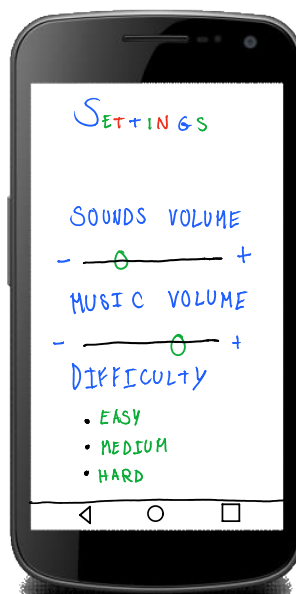 SETTINGS
SOUNDS VOLUME
- +
MUSIC VOLUME
- +
DIFFICULTY
• EASY
• MEDIUM
• HARD